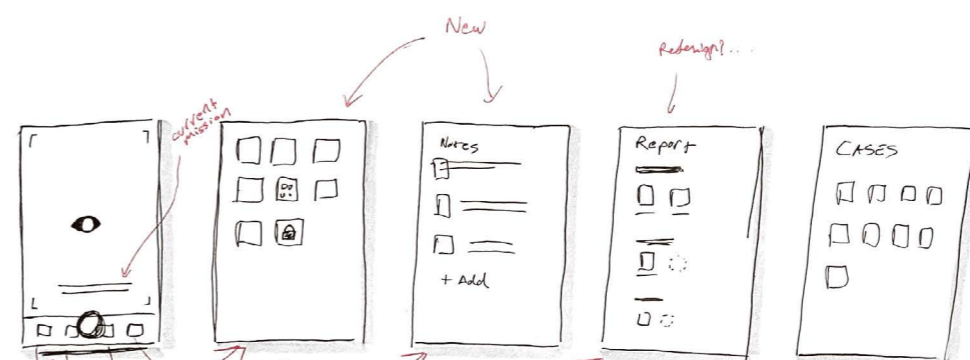 New
Redesign?...
current
mission
Notes
+ Add
Report
CASES